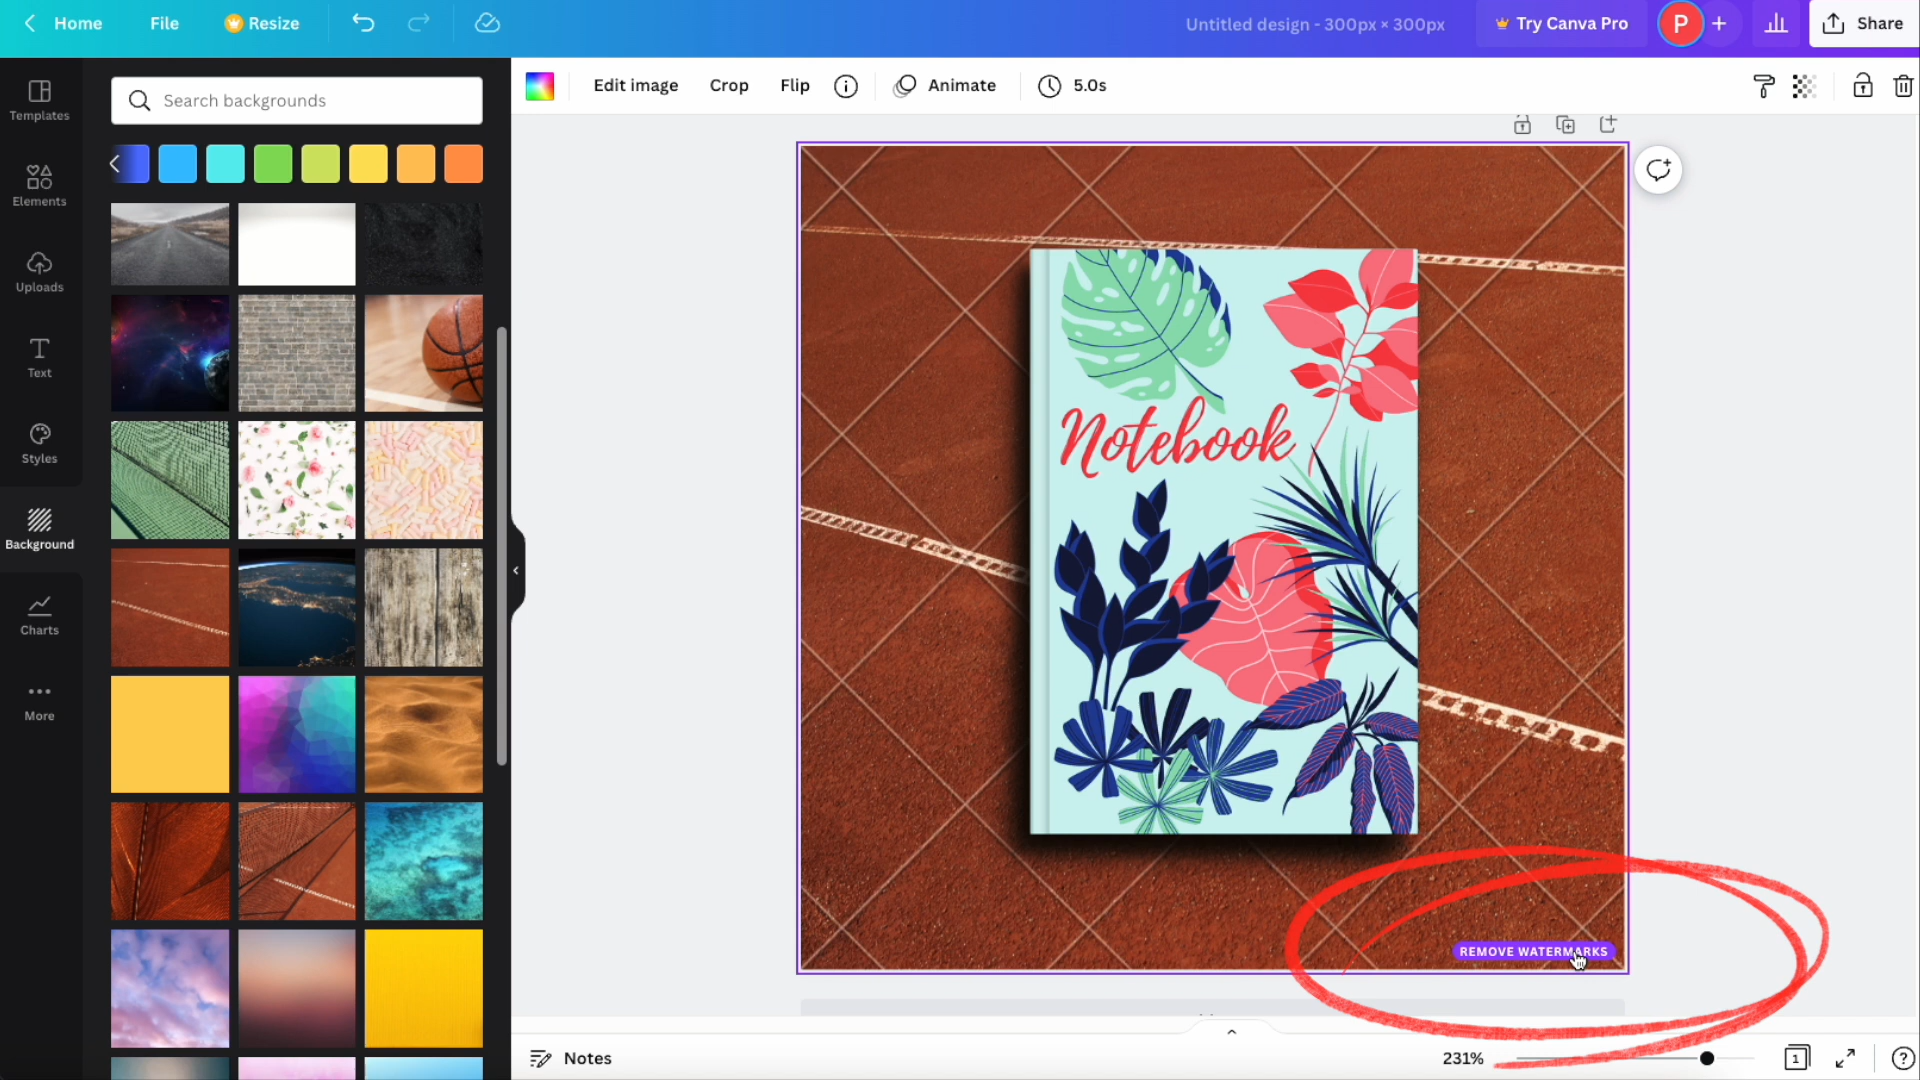 Home File Resize Untitled design - 300px × 300px Try Canva Pro P + Share
Search backgrounds Edit image Crop Flip Animate 5.0s
Templates
Elements
Uploads
Text
Styles
Background
Charts
More
Notebook
REMOVE WATERMARKS
Notes 231% 1 ?